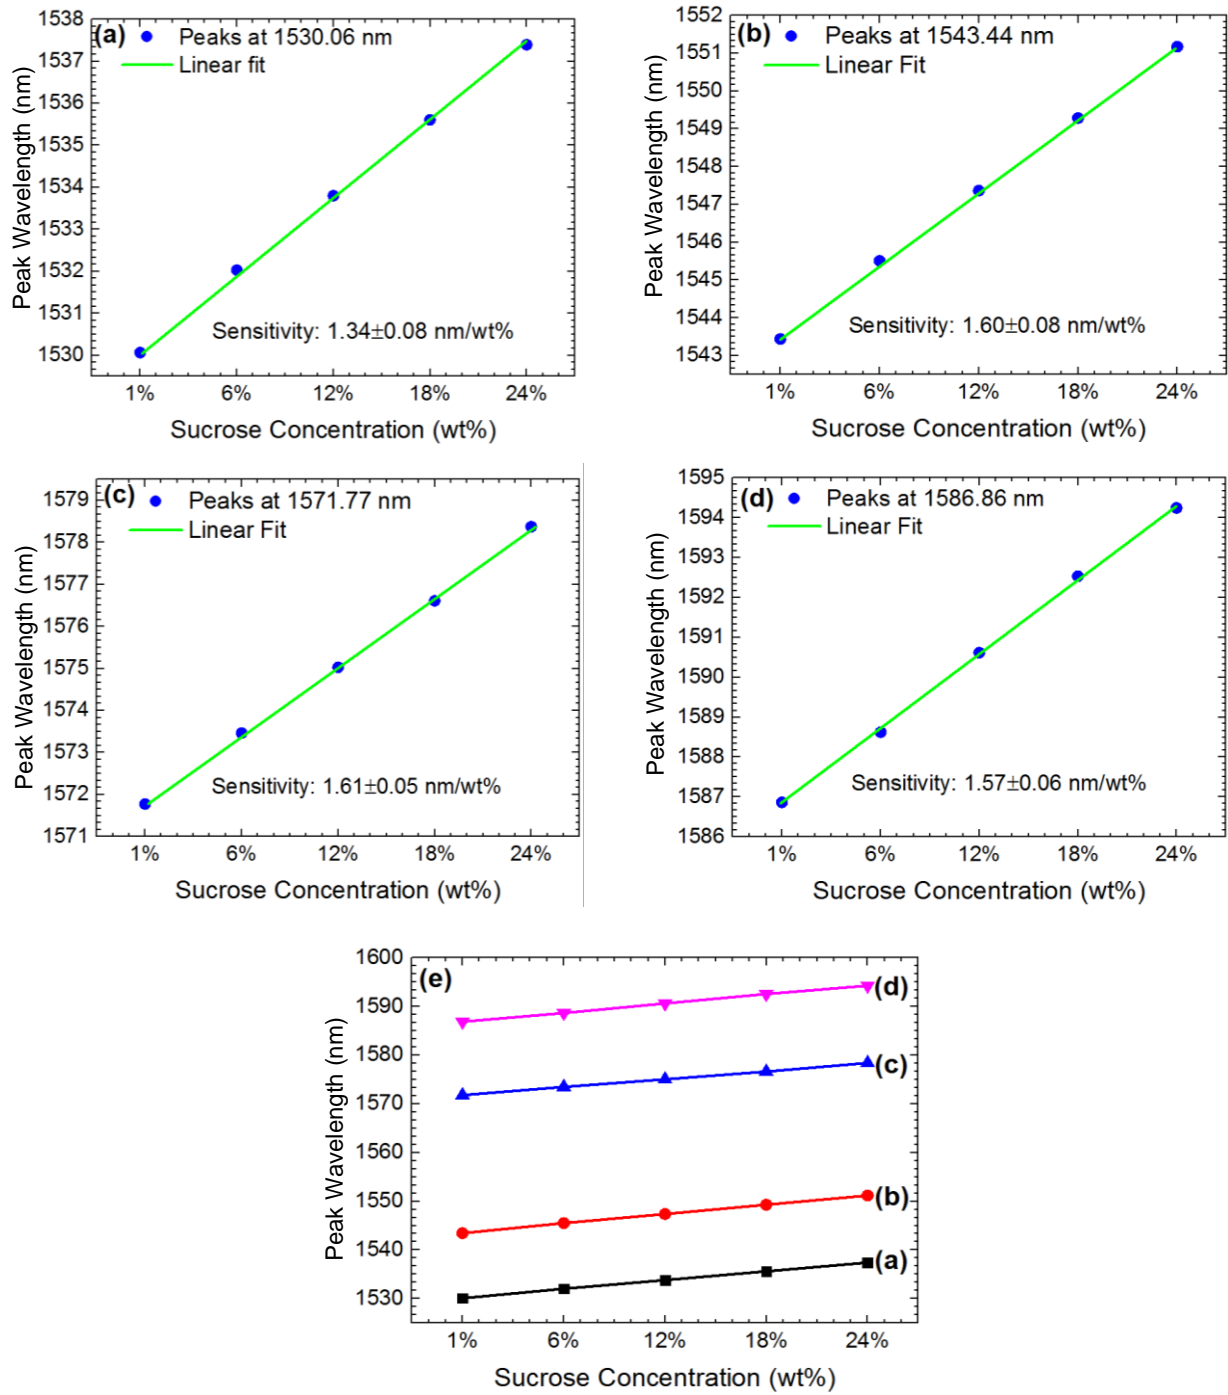 (a) Peaks at 1530.06 nm
Linear fit
1538
1537
1536
1535
1534
1533
1532
1531
1530
Peak Wavelength (nm)
Sensitivity: 1.34±0.08 nm/wt%
1% 6% 12% 18% 24%
Sucrose Concentration (wt%)
(b) Peaks at 1543.44 nm
Linear Fit
1552
1551
1550
1549
1548
1547
1546
1545
1544
1543
Peak Wavelength (nm)
Sensitivity: 1.60±0.08 nm/wt%
1% 6% 12% 18% 24%
Sucrose Concentration (wt%)
(c) Peaks at 1571.77 nm
Linear Fit
1579
1578
1577
1576
1575
1574
1573
1572
1571
Peak Wavelength (nm)
Sensitivity: 1.61±0.05 nm/wt%
1% 6% 12% 18% 24%
Sucrose Concentration (wt%)
(d) Peaks at 1586.86 nm
Linear Fit
1595
1594
1593
1592
1591
1590
1589
1588
1587
1586
Peak Wavelength (nm)
Sensitivity: 1.57±0.06 nm/wt%
1% 6% 12% 18% 24%
Sucrose Concentration (wt%)
(e)
1600
1590
1580
1570
1560
1550
1540
1530
Peak Wavelength (nm)
(d)
(c)
(b)
(a)
1% 6% 12% 18% 24%
Sucrose Concentration (wt%)